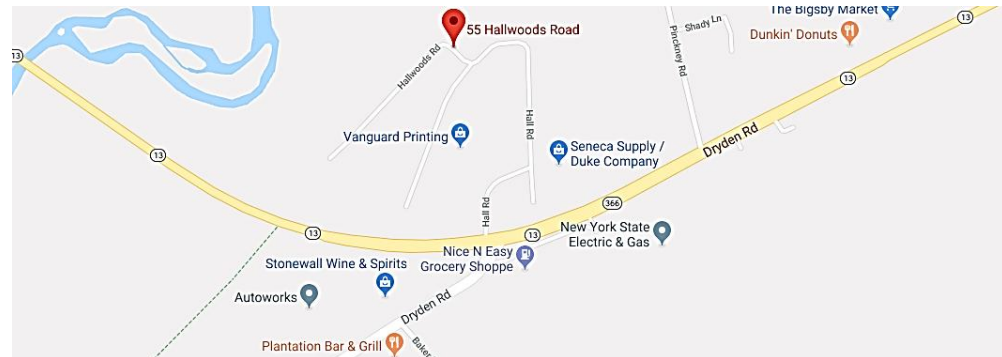 The Bigsby Market
13
Shady Ln
55 Hallwoods Road
Dunkin' Donuts
Pinckney Rd
13
Hallwoods Rd
13
Vanguard Printing
Hall Rd
Dryden Rd
13
Seneca Supply /
Duke Company
366
Hall Rd
13
13
New York State
Electric & Gas
Nice N Easy
Grocery Shoppe
Stonewall Wine & Spirits
Autoworks
Dryden Rd
Plantation Bar & Grill
Baker